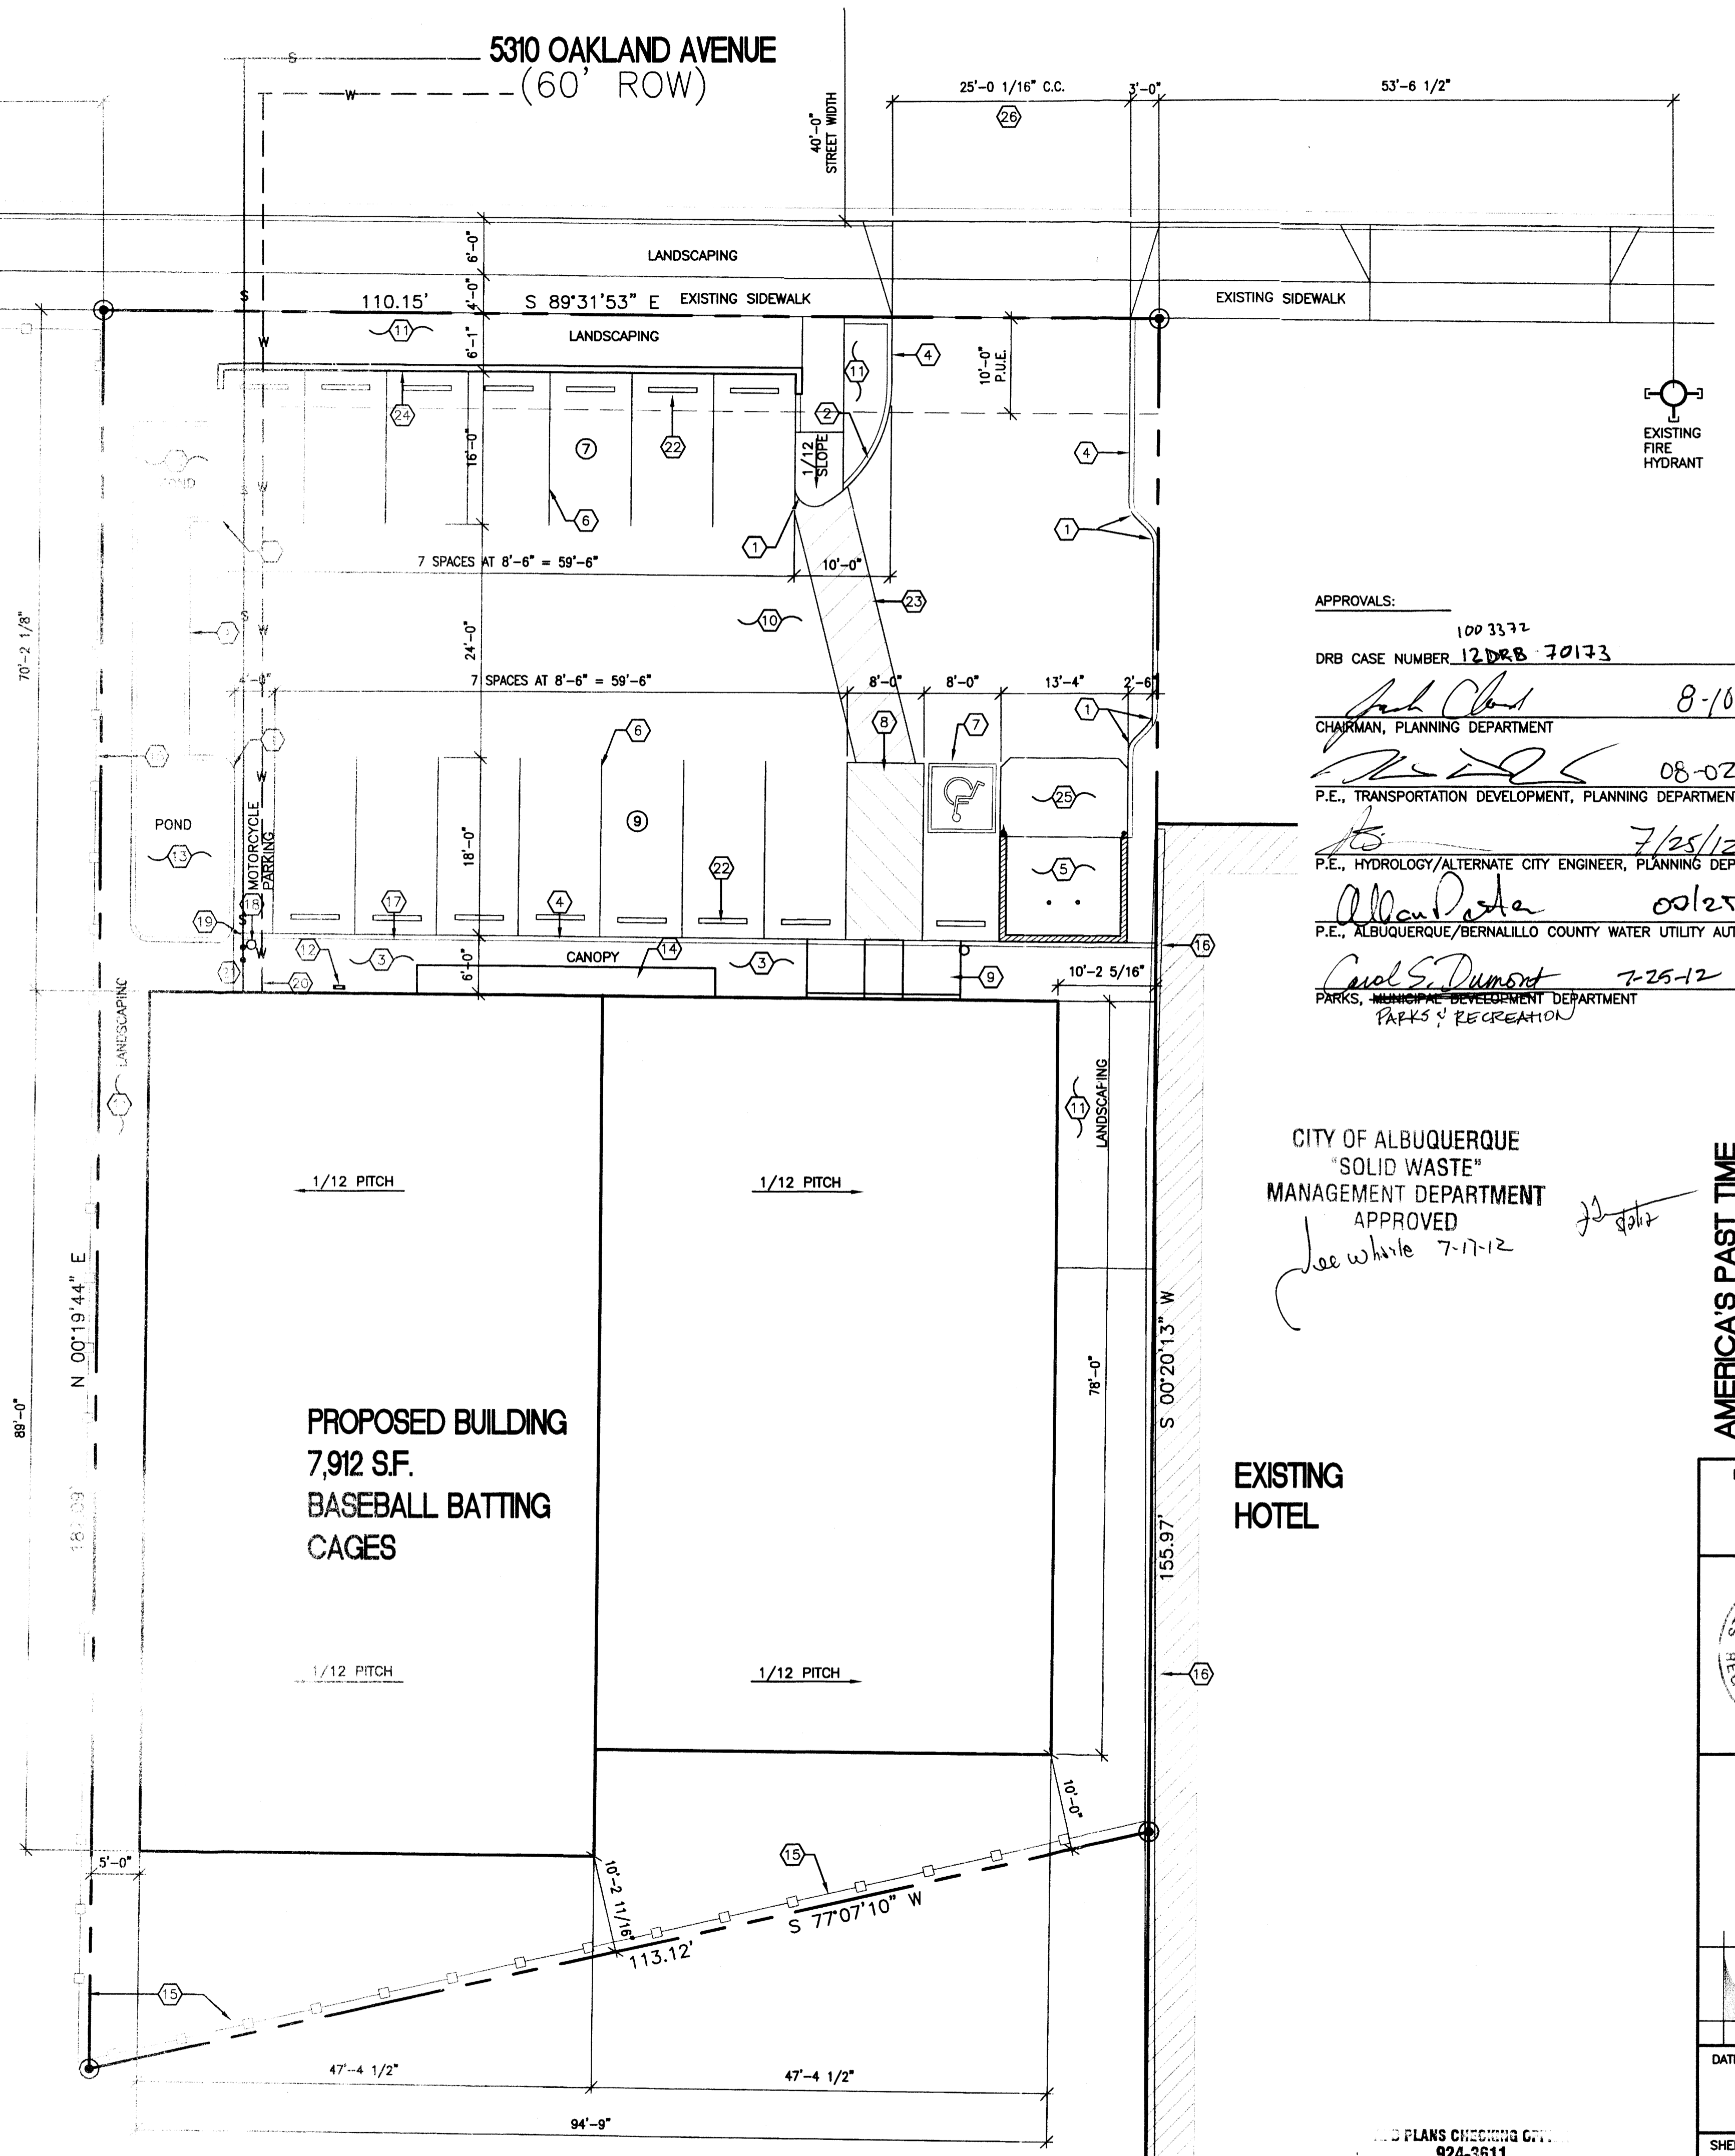 5310 OAKLAND AVENUE
(60' ROW)
S
W
40'-0"
STREET WIDTH
25'-0 1/16" C.C.
26
3'-0"
53'-6 1/2"
6'-0"
LANDSCAPING
4'-0"
S
110.15'
S 89°31'53" E
EXISTING SIDEWALK
EXISTING SIDEWALK
11
W
6'-1"
LANDSCAPING
11
4
10'-0"
P.U.E.
24
2
EXISTING
FIRE
HYDRANT
16'-0"
7
22
1/12
SLOPE
4
W
6
1
1
7 SPACES AT 8'-6" = 59'-6"
10'-0"
23
10
S
W
24'-0"
70'-2 1/8"
7 SPACES AT 8'-6" = 59'-6"
8'-0"
8'-0"
13'-4"
2'-6"
1
6
8
7
W
25
POND
13
MOTORCYCLE
PARKING
18'-0"
9
5
22
17
4
18
19
S
W
12
3
CANOPY
14
3
9
16
20
6'-0"
10'-2 5/16"
APPROVALS:
1003372
DRB CASE NUMBER 12DRB-70173
Jack Cloud 8-10
CHAIRMAN, PLANNING DEPARTMENT
08-02
P.E., TRANSPORTATION DEVELOPMENT, PLANNING DEPARTMEN
7/25/12
P.E., HYDROLOGY/ALTERNATE CITY ENGINEER, PLANNING DEP
P.E., ALBUQUERQUE/BERNALILLO COUNTY WATER UTILITY AUT
Carol S. Dumont 7-25-12
PARKS, MUNICIPAL DEVELOPMENT DEPARTMENT
PARKS & RECREATION
LANDSCAPING
11
LANDSCAPING
CITY OF ALBUQUERQUE
"SOLID WASTE"
MANAGEMENT DEPARTMENT
APPROVED
7-17-12
AMERICA'S PAST TIME
1/12 PITCH
1/12 PITCH
N 00°19'44" E
S 00°20'13" W
78'-0"
89'-0"
PROPOSED BUILDING
7,912 S.F.
BASEBALL BATTING
CAGES
EXISTING
HOTEL
155.97'
1/12 PITCH
1/12 PITCH
16
10'-0"
5'-0"
15
10'-2 11/16"
S 77°07'10" W
113.12'
15
47'-4 1/2"
47'-4 1/2"
94'-9"
DATE
PLANS CHECKING
924-3611
SHE